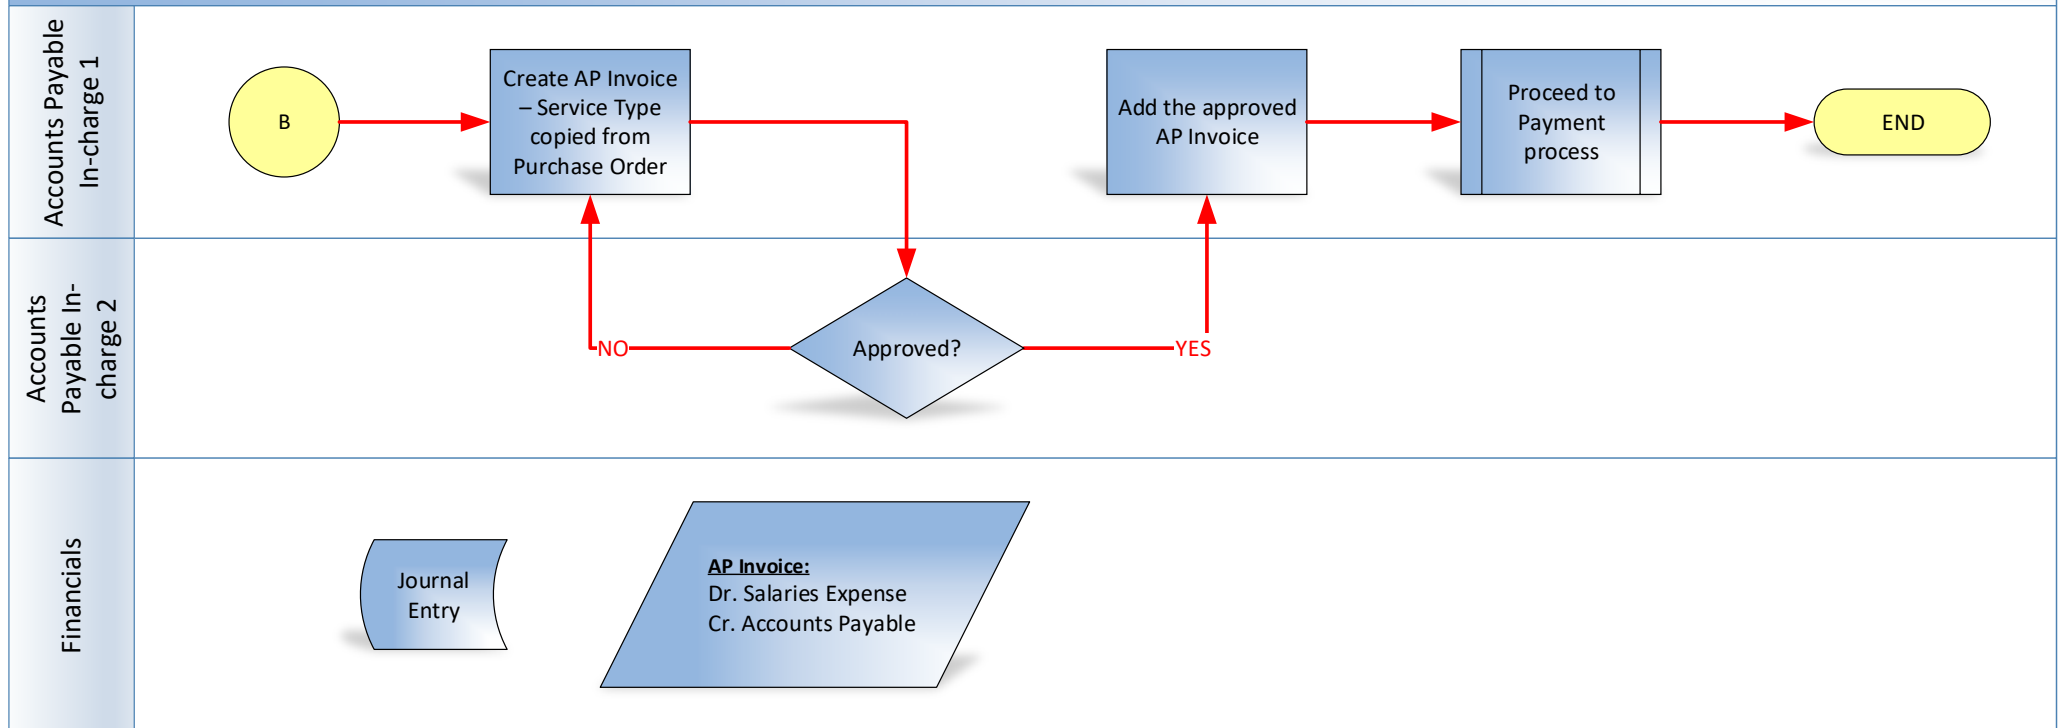 Accounts Payable
In-charge 1
B
Create AP Invoice
– Service Type
copied from
Purchase Order
Add the approved
AP Invoice
Proceed to
Payment
process
END
Accounts
Payable In-
charge 2
NO
Approved?
YES
Financials
Journal
Entry
AP Invoice:
Dr. Salaries Expense
Cr. Accounts Payable